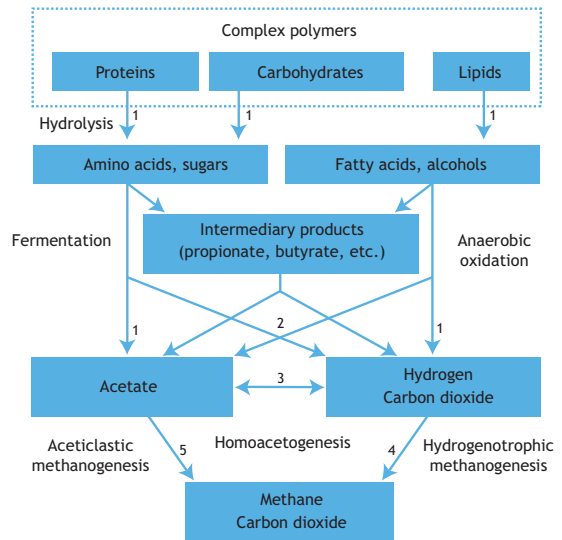 Complex polymers
Proteins
Carbohydrates
Lipids
1
1
1
Hydrolysis
Amino acids, sugars
Fatty acids, alcohols
Fermentation
Intermediary products
(propionate, butyrate, etc.)
Anaerobic
oxidation
1
2
1
Acetate
3
Hydrogen
Carbon dioxide
Aceticlastic
methanogenesis
5
Homoacetogenesis
4
Hydrogenotrophic
methanogenesis
Methane
Carbon dioxide